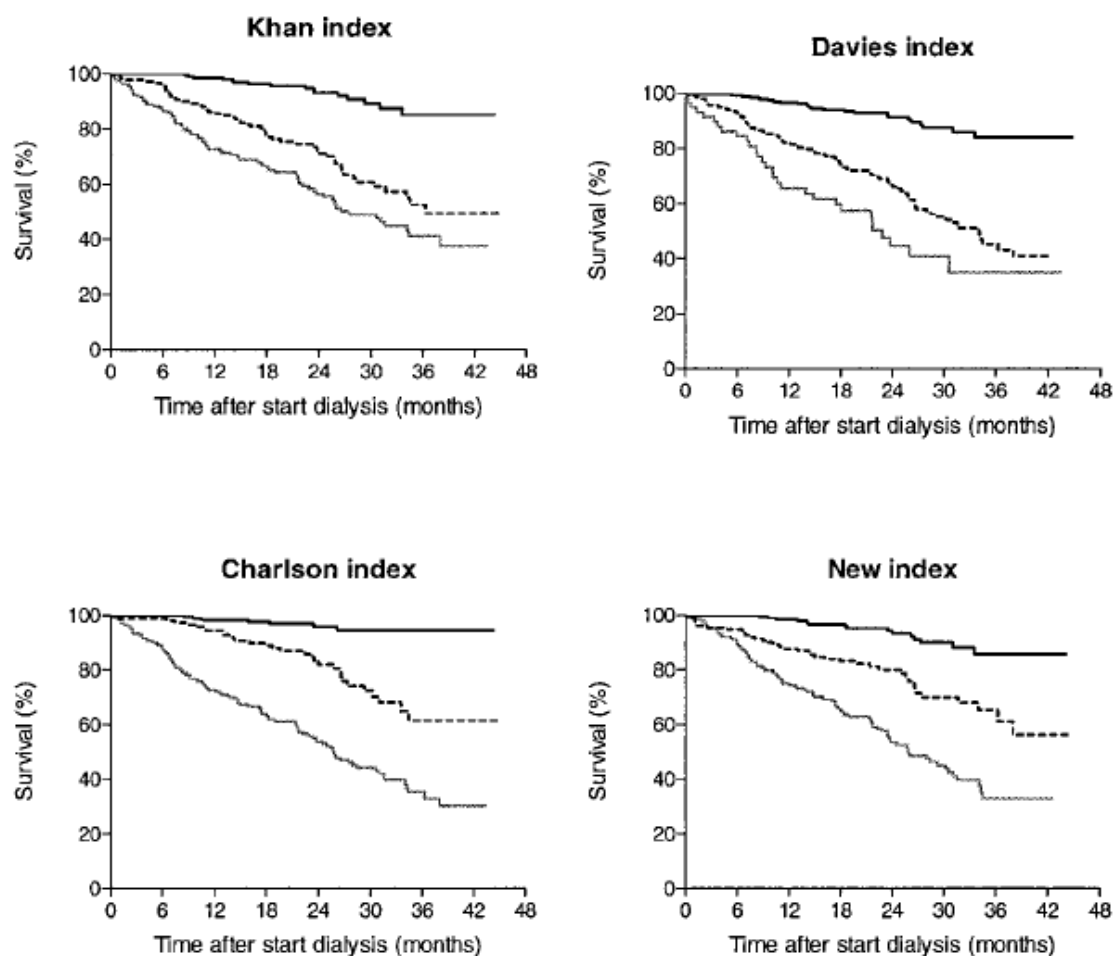 Khan index
Survival (%)
100
80
60
40
20
0
0 6 12 18 24 30 36 42 48
Time after start dialysis (months)
Davies index
Survival (%)
100
80
60
40
20
0
0 6 12 18 24 30 36 42 48
Time after start dialysis (months)
Charlson index
Survival (%)
100
80
60
40
20
0
0 6 12 18 24 30 36 42 48
Time after start dialysis (months)
New index
Survival (%)
100
80
60
40
20
0
0 6 12 18 24 30 36 42 48
Time after start dialysis (months)